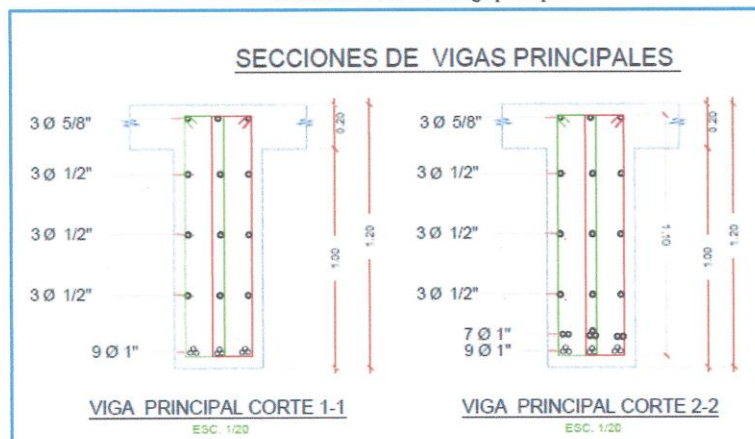 SECCIONES DE VIGAS PRINCIPALES
3 Ø 5/8"
3 Ø 1/2"
3 Ø 1/2"
3 Ø 1/2"
9 Ø 1"
0.20
1.00
1.20
VIGA PRINCIPAL CORTE 1-1
ESC. 1/20
3 Ø 5/8"
3 Ø 1/2"
3 Ø 1/2"
3 Ø 1/2"
7 Ø 1"
9 Ø 1"
1.10
0.20
1.00
1.20
VIGA PRINCIPAL CORTE 2-2
ESC. 1/20